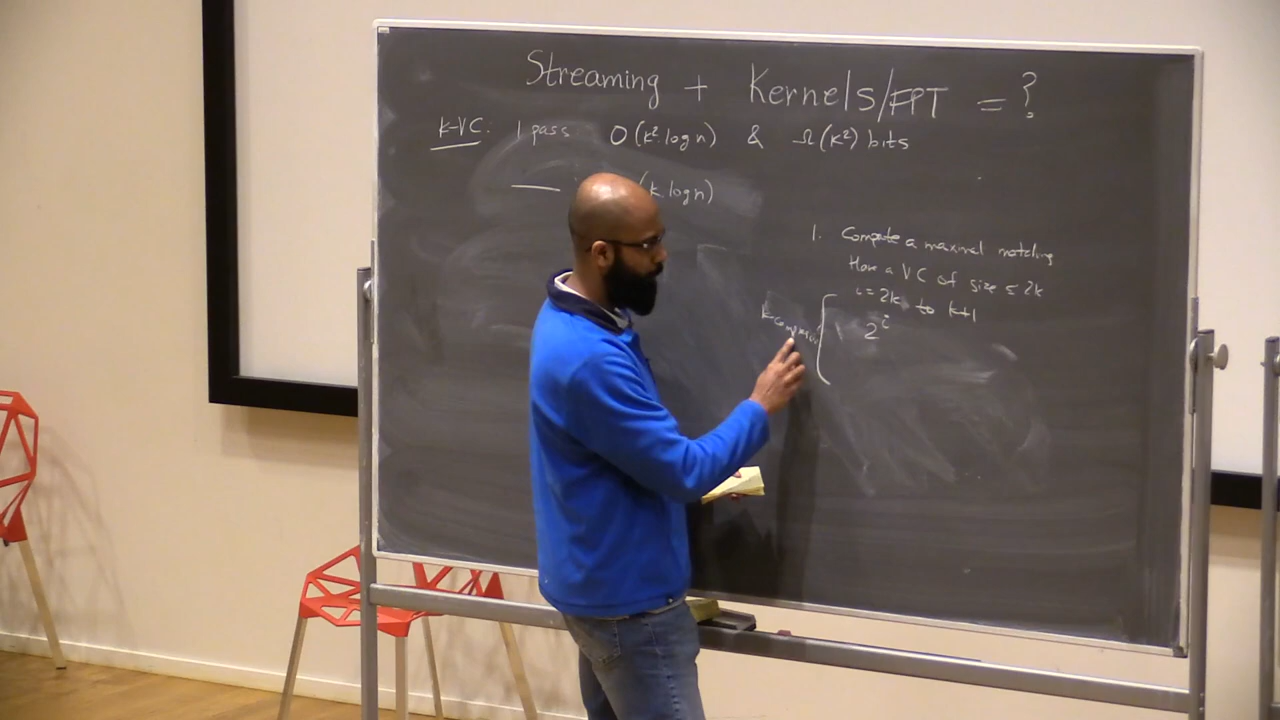 Streaming + Kernels/FPT = ?
k-VC: 1 pass O(k² log n) & Ω(k²) bits
(k log n)
1. Compute a maximal matching
Have a VC of size ≤ 2k
i = 2k to k+1
2^i